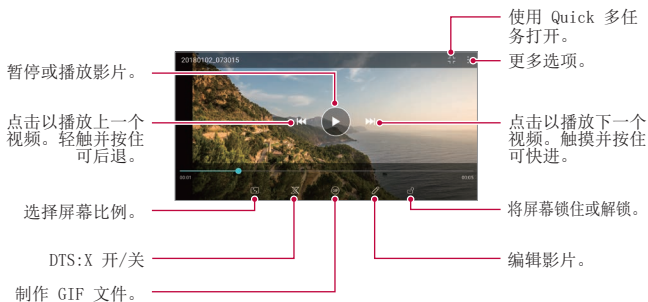 使用 Quick 多任
务打开。
更多选项。
20180102_073015
暂停或播放影片。
点击以播放上一个
视频。轻触并按住
可后退。
点击以播放下一个
视频。触摸并按住
可快进。
00:01
00:05
选择屏幕比例。
将屏幕锁住或解锁。
DTS:X 开/关
编辑影片。
制作 GIF 文件。